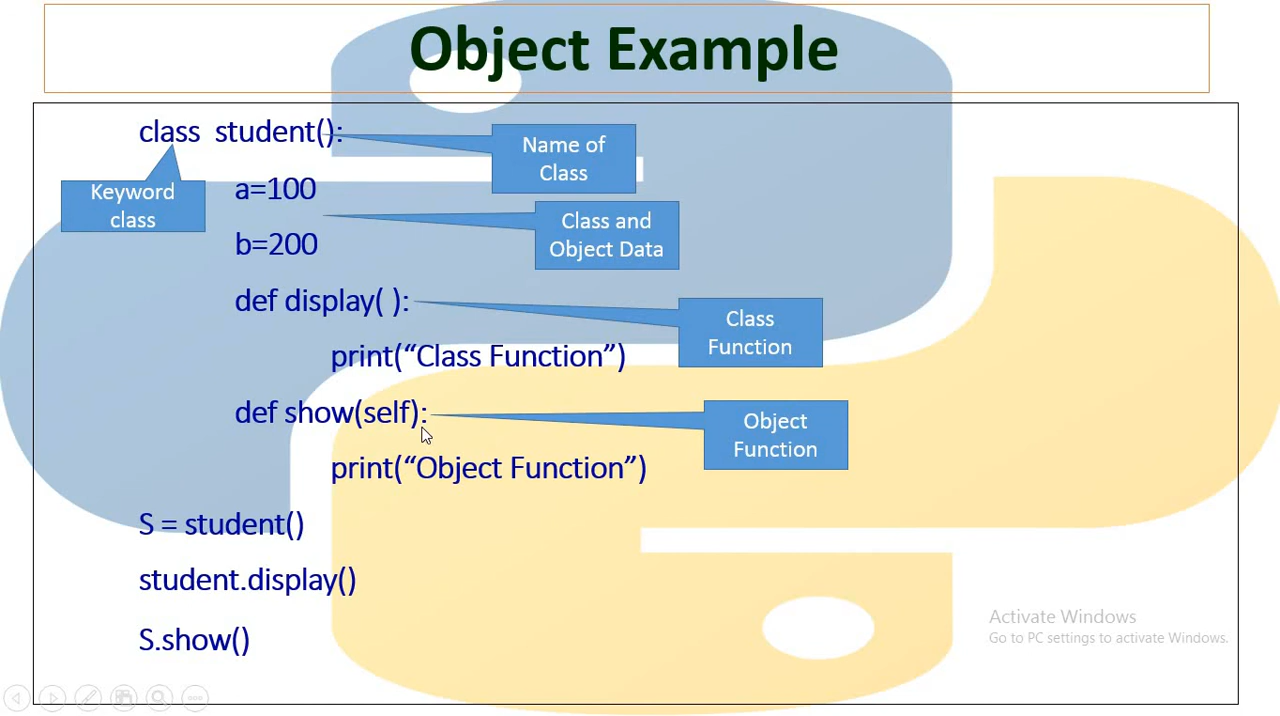 Object Example
class  student():
Name of
Class
Keyword
class
a=100
Class and
Object Data
b=200
def display( ):
Class
Function
print(“Class Function”)
def show(self):
Object
Function
print(“Object Function”)
S = student()
student.display()
S.show()
Activate Windows
Go to PC settings to activate Windows.